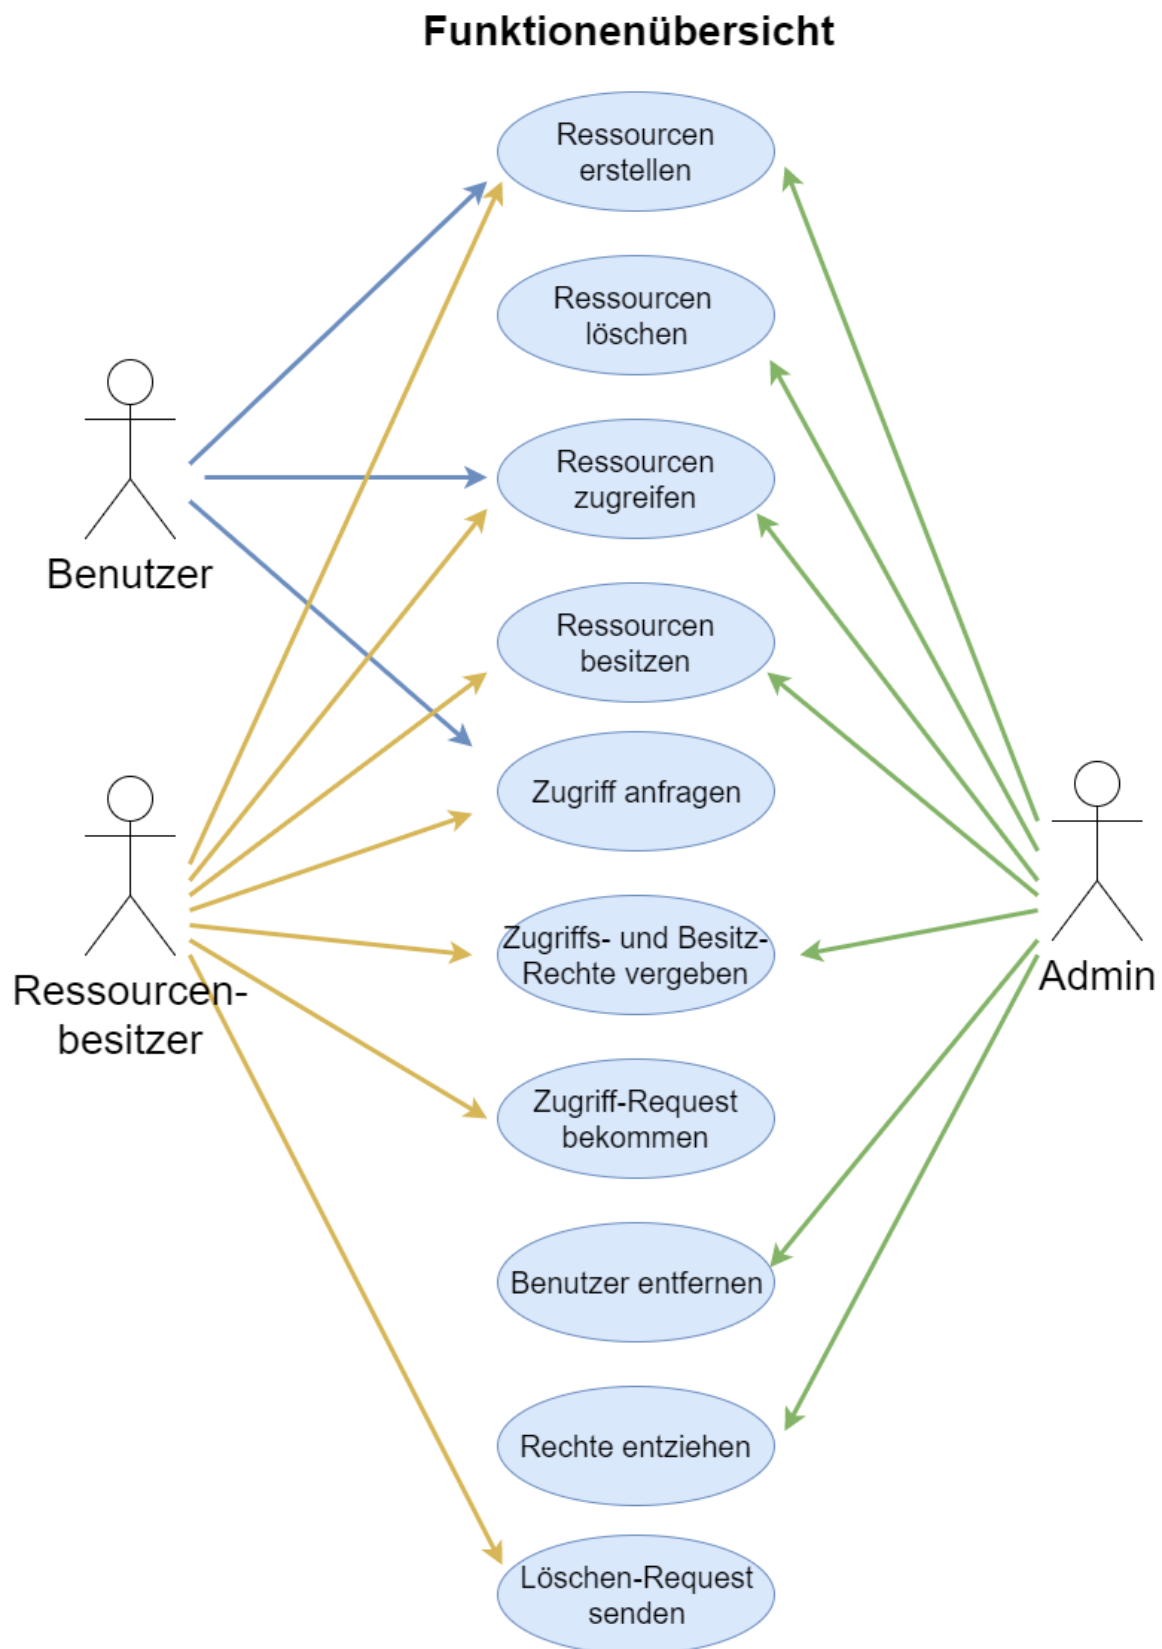 Funktionenübersicht
Ressourcen
erstellen
Ressourcen
löschen
Ressourcen
zugreifen
Benutzer
Ressourcen
besitzen
Zugriff anfragen
Zugriffs- und Besitz-
Rechte vergeben
Ressourcen-
besitzer
Admin
Zugriff-Request
bekommen
Benutzer entfernen
Rechte entziehen
Löschen-Request
senden